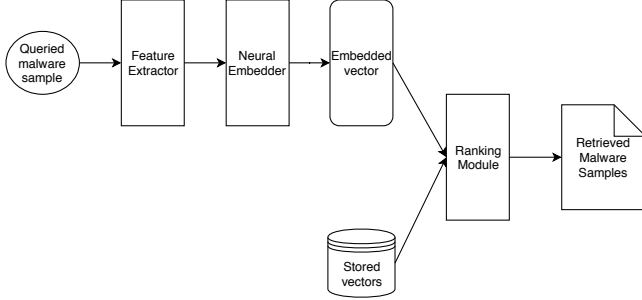 Queried
malware
sample
Feature
Extractor
Neural
Embedder
Embedded
vector
Ranking
Module
Retrieved
Malware
Samples
Stored
vectors